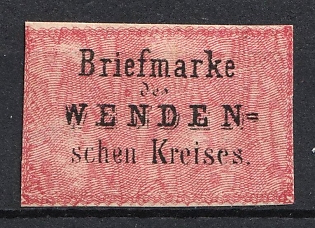 Briefmarke
des
WENDEN=
schen Kreises.